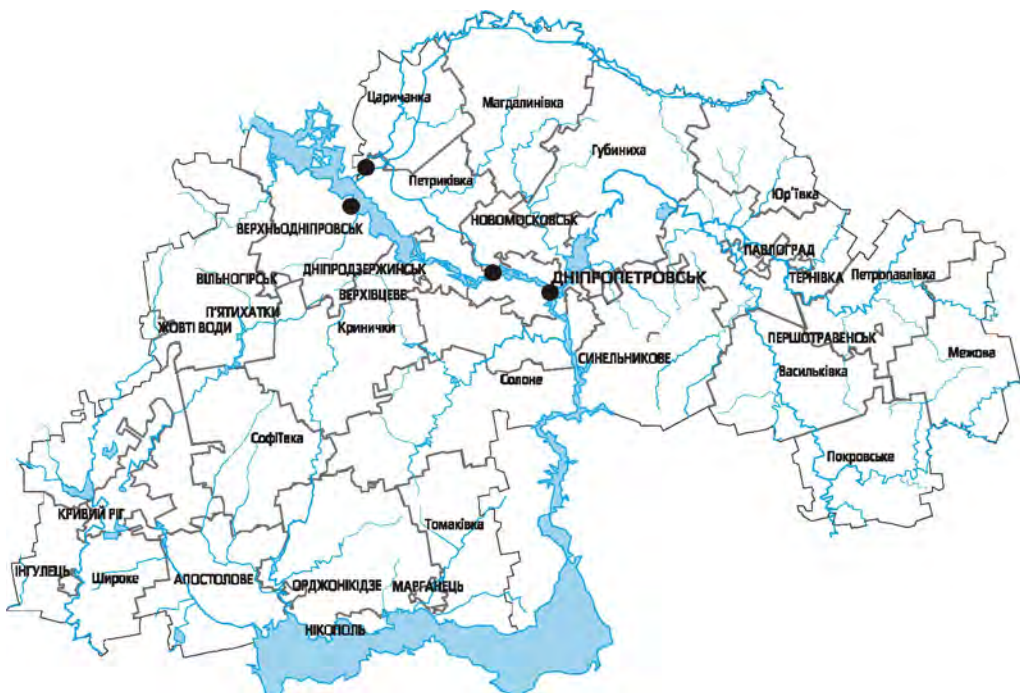 Царичанка
Магдалинівка
Губиниха
Петриківка
Юр'ївка
НОВОМОСКОВСЬК
ВЕРХНЬОДНІПРОВСЬК
ПАВЛОГРАД
ДНІПРОДЗЕРЖИНСЬК
ДНІПРОПЕТРОВСЬК
ТЕРНІВКА
Петропавлівка
ВІЛЬНОГІРСЬК
ВЕРХІВЦЕВЕ
П'ЯТИХАТКИ
ЖОВТІ ВОДИ
Кринички
ПЕРШОТРАВЕНСЬК
Межова
СИНЕЛЬНИКОВЕ
Васильківка
Солоне
Софіївка
Покровське
КРИВИЙ РІГ
Томаківка
ІНГУЛЕЦЬ
Широке
АПОСТОЛОВЕ
ОРДЖОНІКІДЗЕ
МАРГАНЕЦЬ
НІКОПОЛЬ